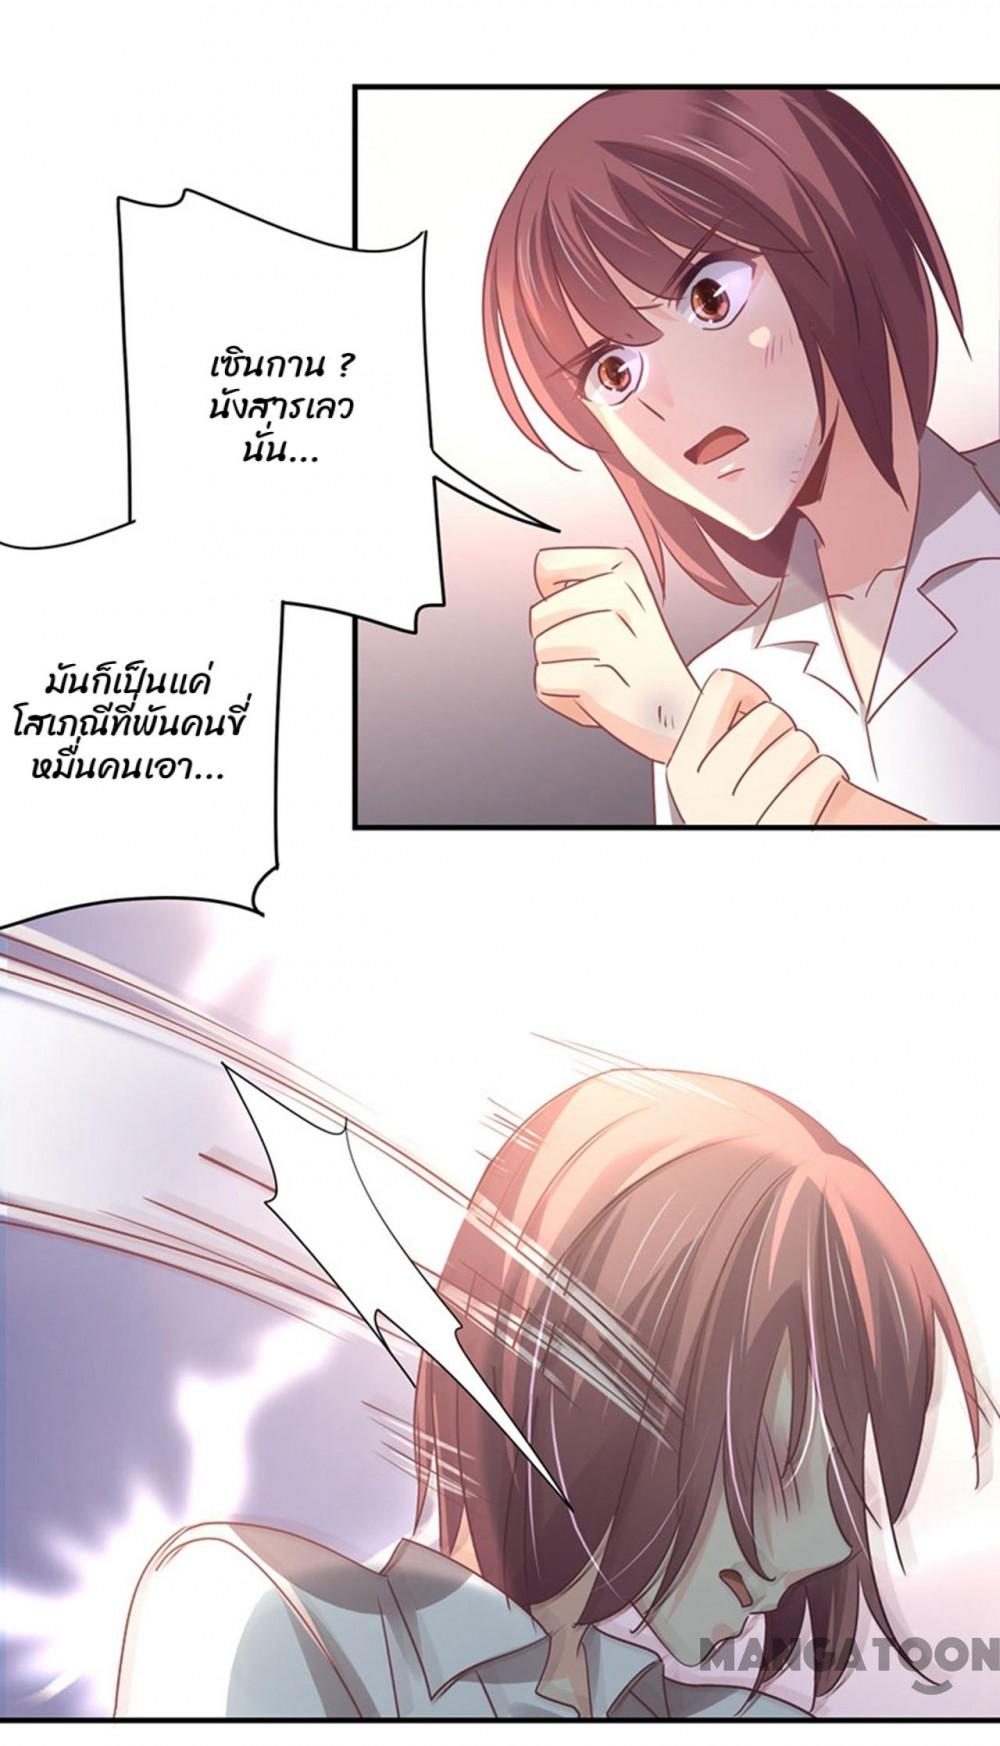 เซินกาน ?
นังสารเลว
นั่น...
มันก็เป็นแค่
โสเภณีที่พันคนขี่
หมื่นคนเอา...
MANGATOON